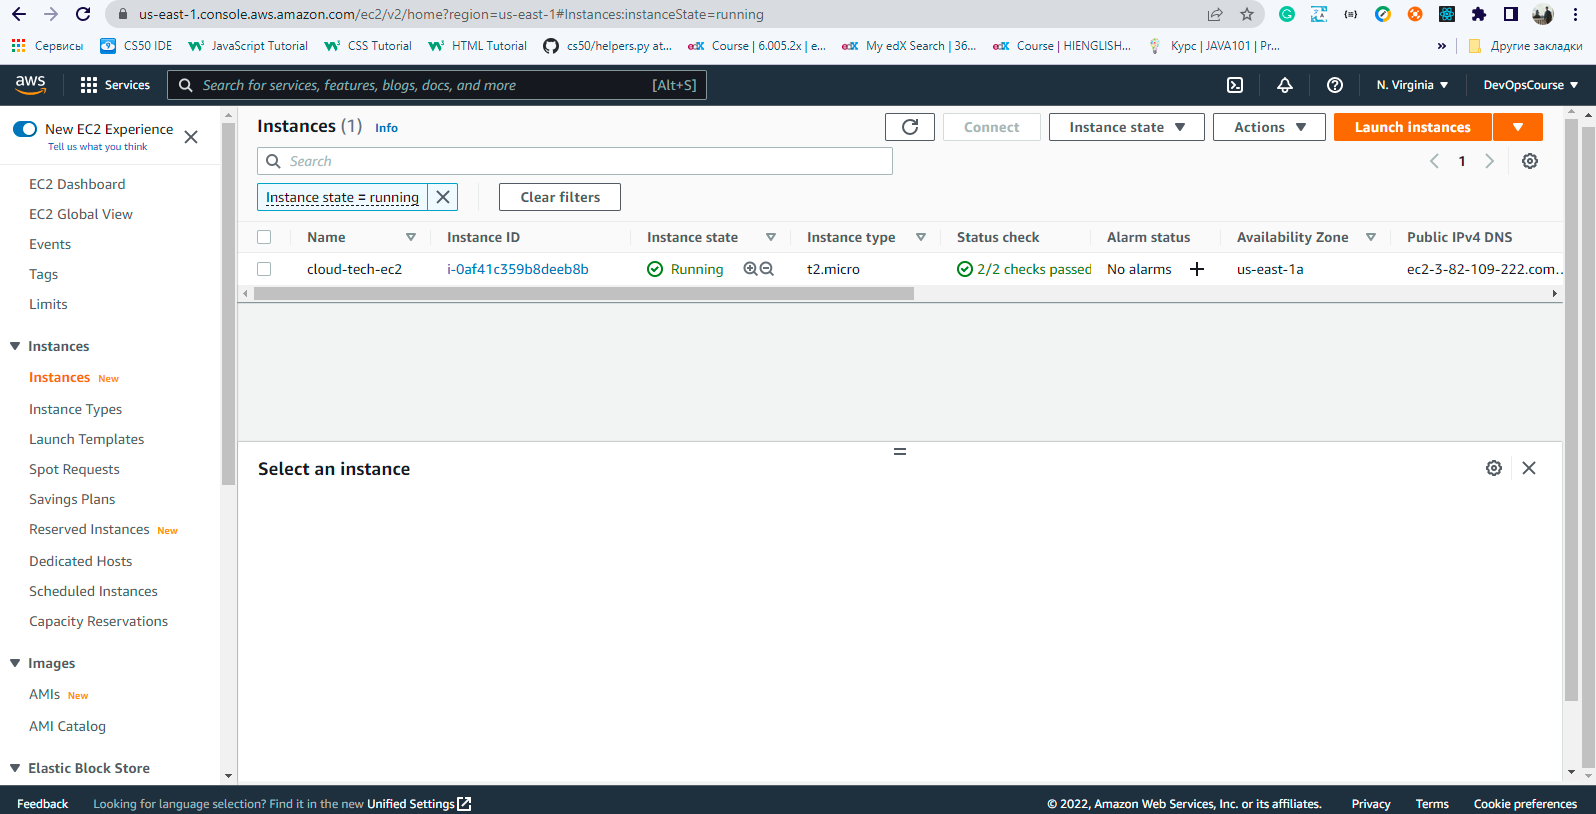 us-east-1.console.aws.amazon.com/ec2/v2/home?region=us-east-1#Instances:instanceState=running
Сервисы CS50 IDE JavaScript Tutorial CSS Tutorial HTML Tutorial cs50/helpers.py at... Course | 6.005.2x | e... My edX Search | 36... Course | HIENGLISH... Курс | JAVA101 | Pr... » Другие закладки
aws Services Search for services, features, blogs, docs, and more [Alt+S] N. Virginia DevOpsCourse
New EC2 Experience
Tell us what you think
EC2 Dashboard
EC2 Global View
Events
Tags
Limits
Instances
Instances New
Instance Types
Launch Templates
Spot Requests
Savings Plans
Reserved Instances New
Dedicated Hosts
Scheduled Instances
Capacity Reservations
Images
AMIs New
AMI Catalog
Elastic Block Store
Instances (1) Info Connect Instance state Actions Launch instances
Search 1
Instance state = running Clear filters
Name Instance ID Instance state Instance type Status check Alarm status Availability Zone Public IPv4 DNS
cloud-tech-ec2 i-0af41c359b8deeb8b Running t2.micro 2/2 checks passed No alarms + us-east-1a ec2-3-82-109-222.com...
Select an instance
Feedback Looking for language selection? Find it in the new Unified Settings © 2022, Amazon Web Services, Inc. or its affiliates. Privacy Terms Cookie preferences